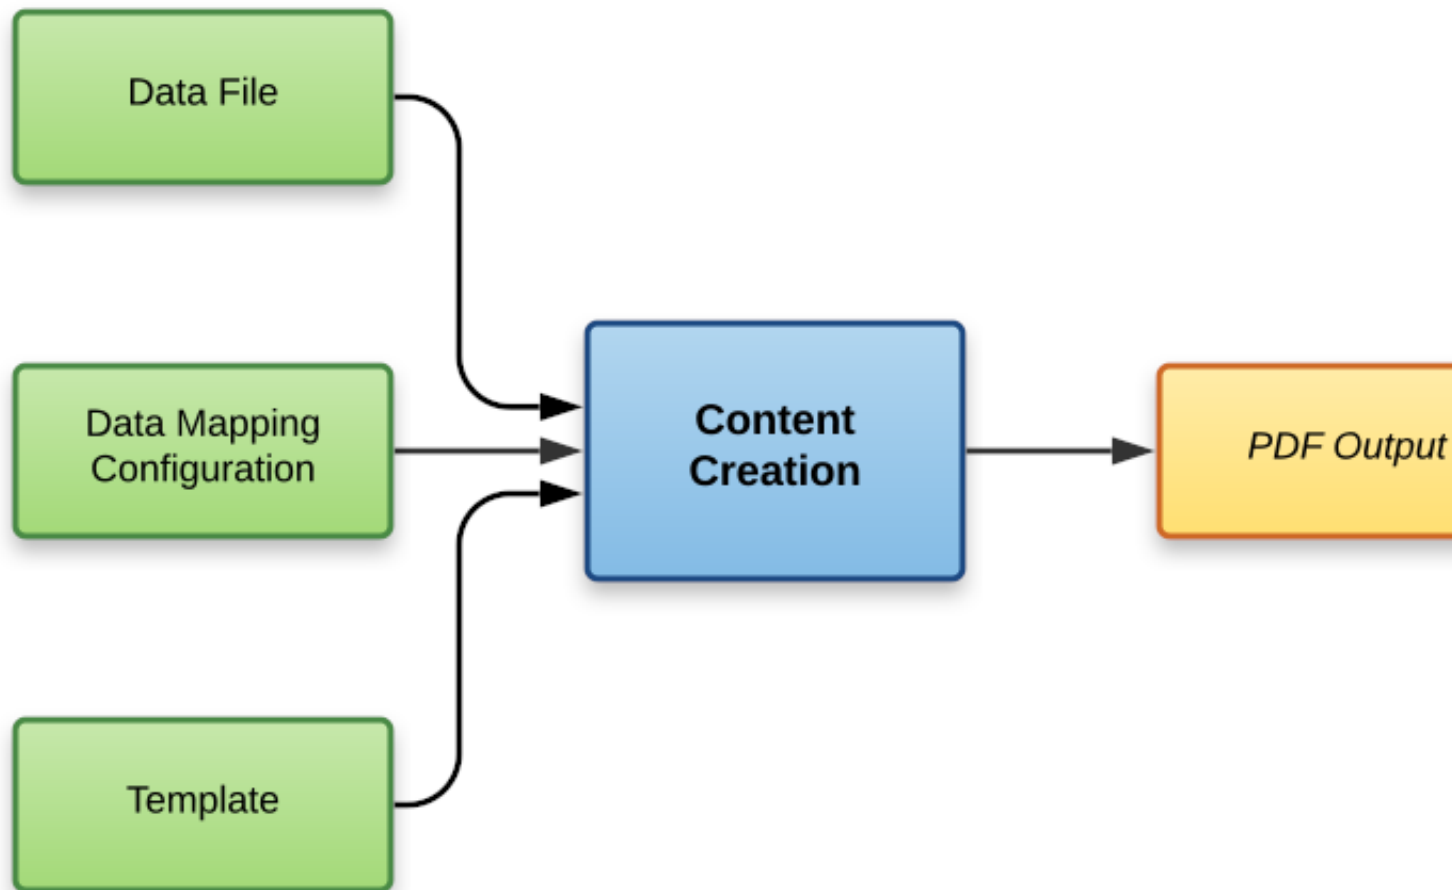 Data File
Data Mapping
Configuration
Content
Creation
PDF Output
Template